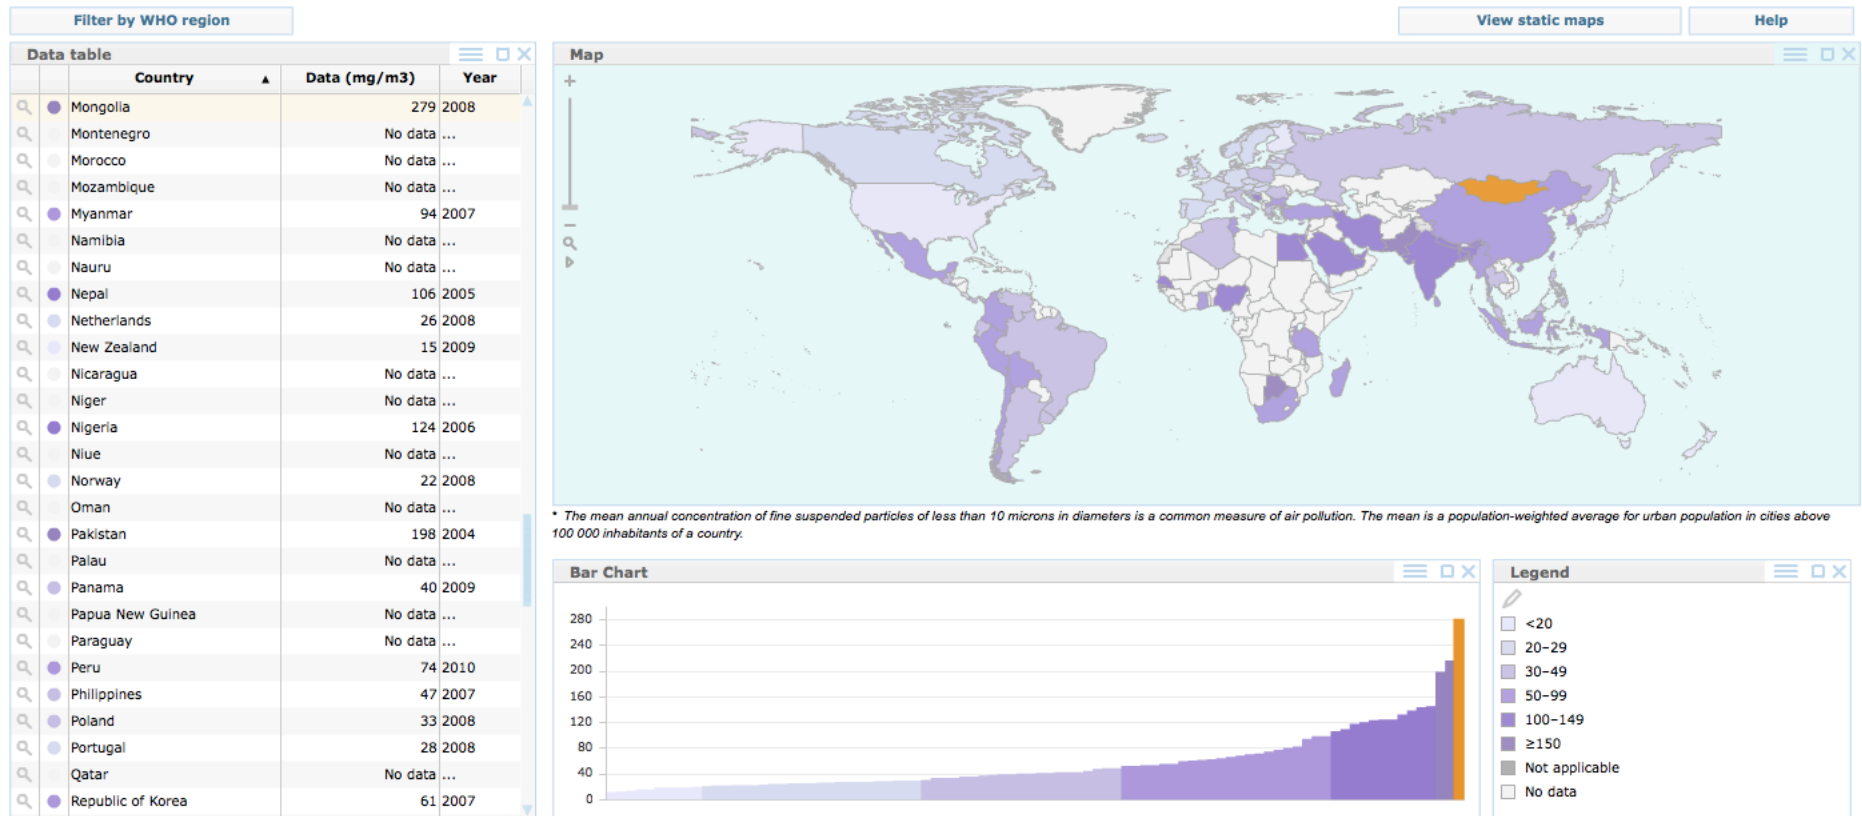 Filter by WHO region
View static maps
Help
Data table
Country ▲ Data (mg/m3) Year
Mongolia 279 2008
Montenegro No data ...
Morocco No data ...
Mozambique No data ...
Myanmar 94 2007
Namibia No data ...
Nauru No data ...
Nepal 106 2005
Netherlands 26 2008
New Zealand 15 2009
Nicaragua No data ...
Niger No data ...
Nigeria 124 2006
Niue No data ...
Norway 22 2008
Oman No data ...
Pakistan 198 2004
Palau No data ...
Panama 40 2009
Papua New Guinea No data ...
Paraguay No data ...
Peru 74 2010
Philippines 47 2007
Poland 33 2008
Portugal 28 2008
Qatar No data ...
Republic of Korea 61 2007
Map
* The mean annual concentration of fine suspended particles of less than 10 microns in diameters is a common measure of air pollution. The mean is a population-weighted average for urban population in cities above
100 000 inhabitants of a country.
Bar Chart
280
240
200
160
120
80
40
0
Legend
<20
20–29
30–49
50–99
100–149
≥150
Not applicable
No data